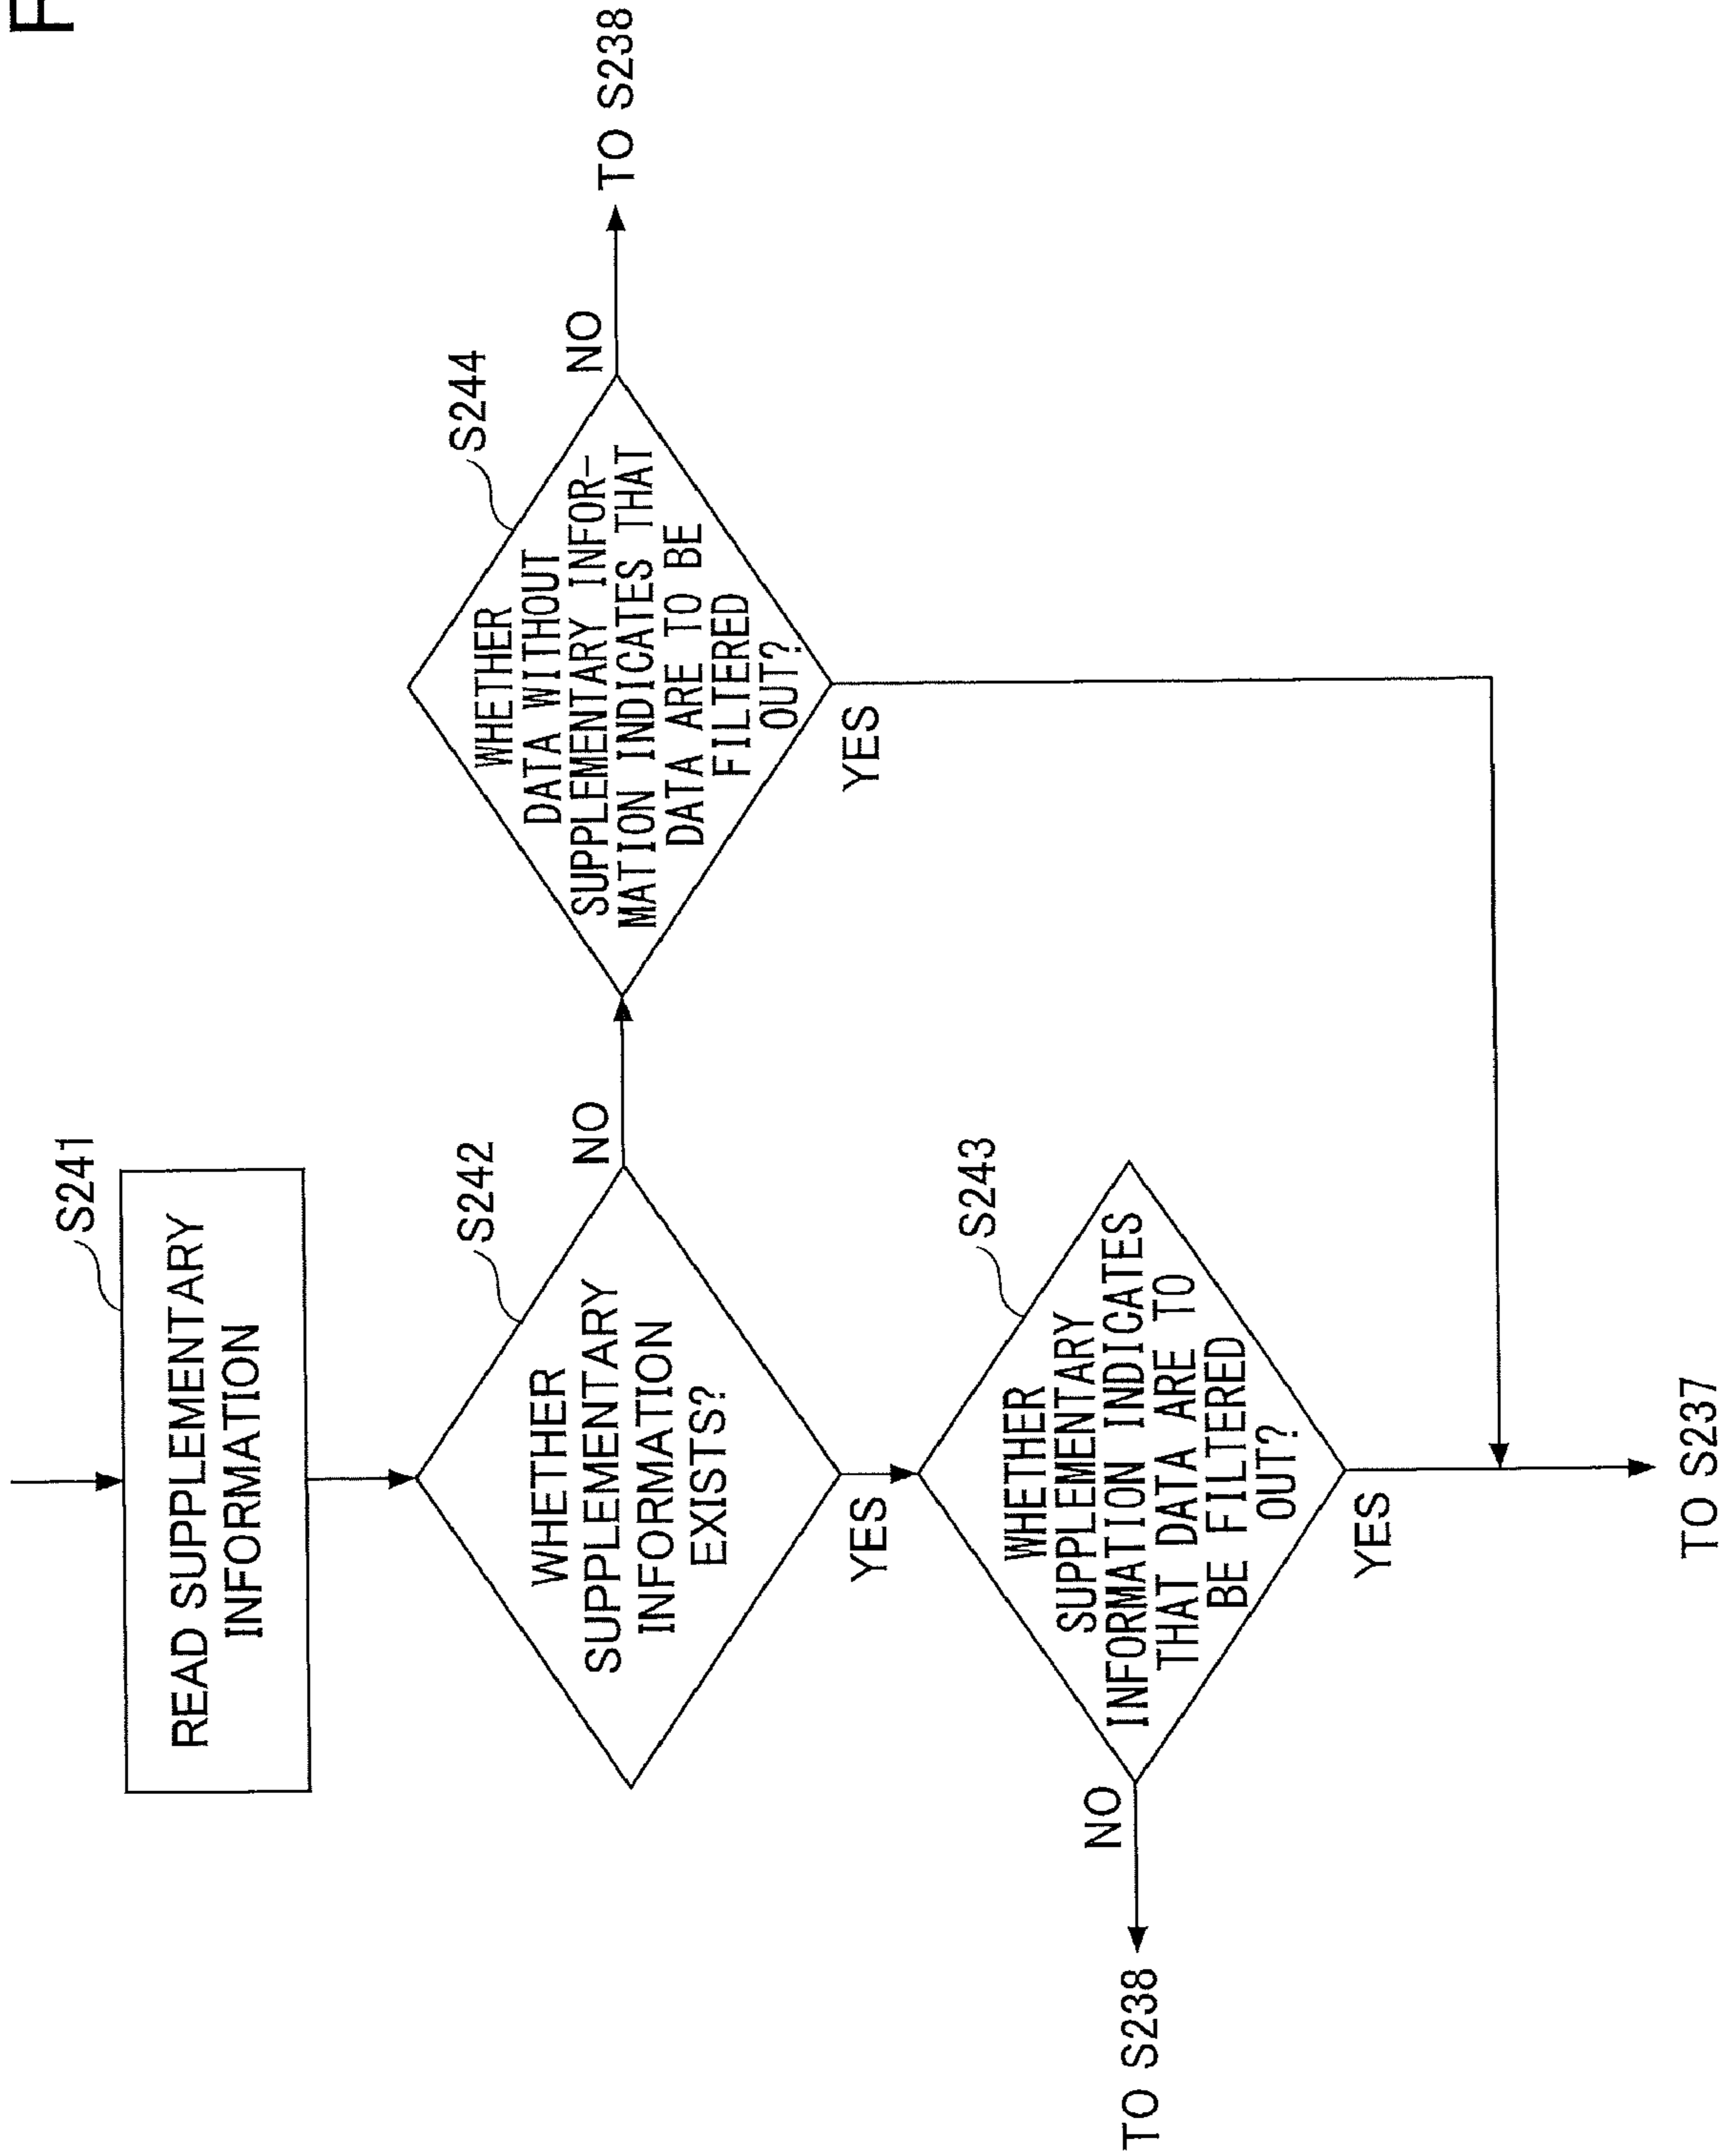 F
S241
READ SUPPLEMENTARY
INFORMATION
S242
WHETHER
SUPPLEMENTARY
INFORMATION
EXISTS?
NO
YES
S244
WHETHER
DATA WITHOUT
SUPPLEMENTARY INFOR-
MATION INDICATES THAT
DATA ARE TO BE
FILTERED
OUT?
NO
TO S238
YES
S243
WHETHER
SUPPLEMENTARY
INFORMATION INDICATES
THAT DATA ARE TO
BE FILTERED
OUT?
NO
TO S238
YES
TO S237